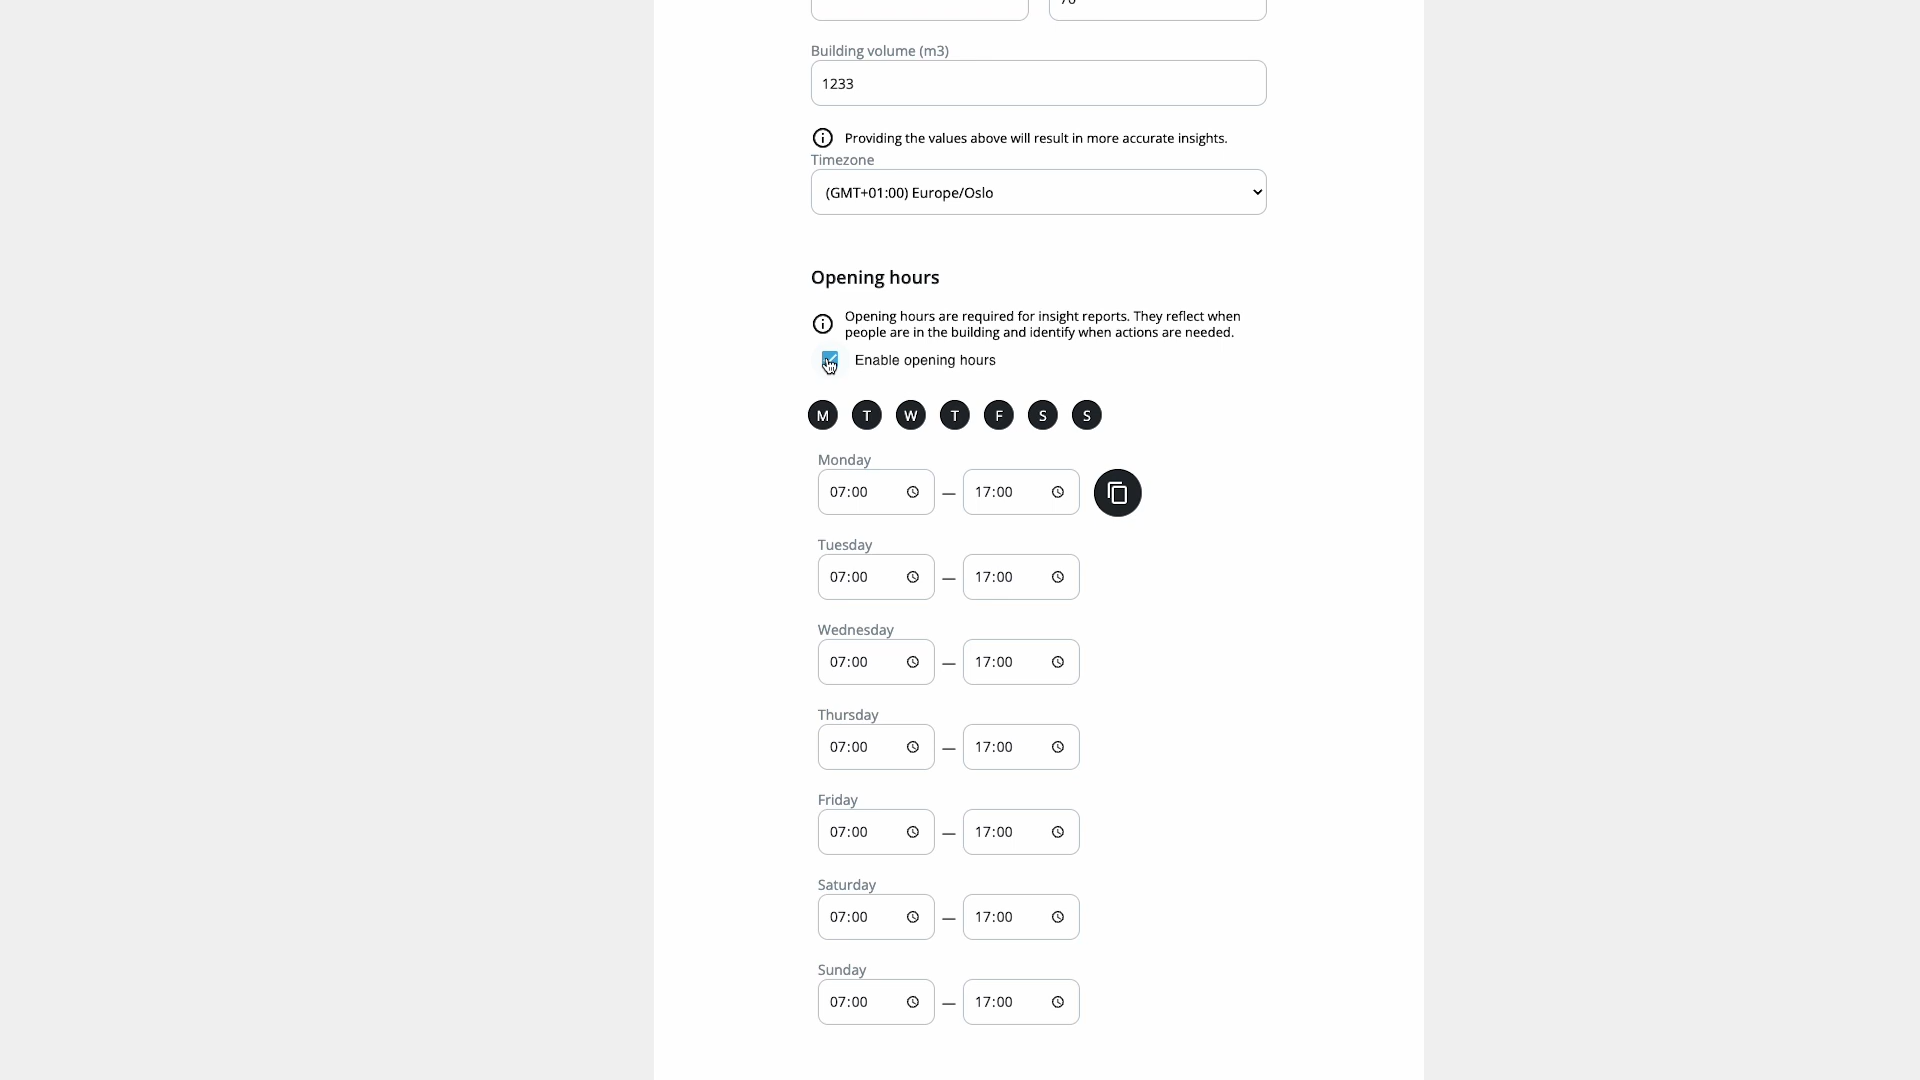 Building volume (m3)
1233
Providing the values above will result in more accurate insights.
Timezone
(GMT+01:00) Europe/Oslo
Opening hours
Opening hours are required for insight reports. They reflect when
people are in the building and identify when actions are needed.
Enable opening hours
M T W T F S S
Monday
07:00 — 17:00
Tuesday
07:00 — 17:00
Wednesday
07:00 — 17:00
Thursday
07:00 — 17:00
Friday
07:00 — 17:00
Saturday
07:00 — 17:00
Sunday
07:00 — 17:00